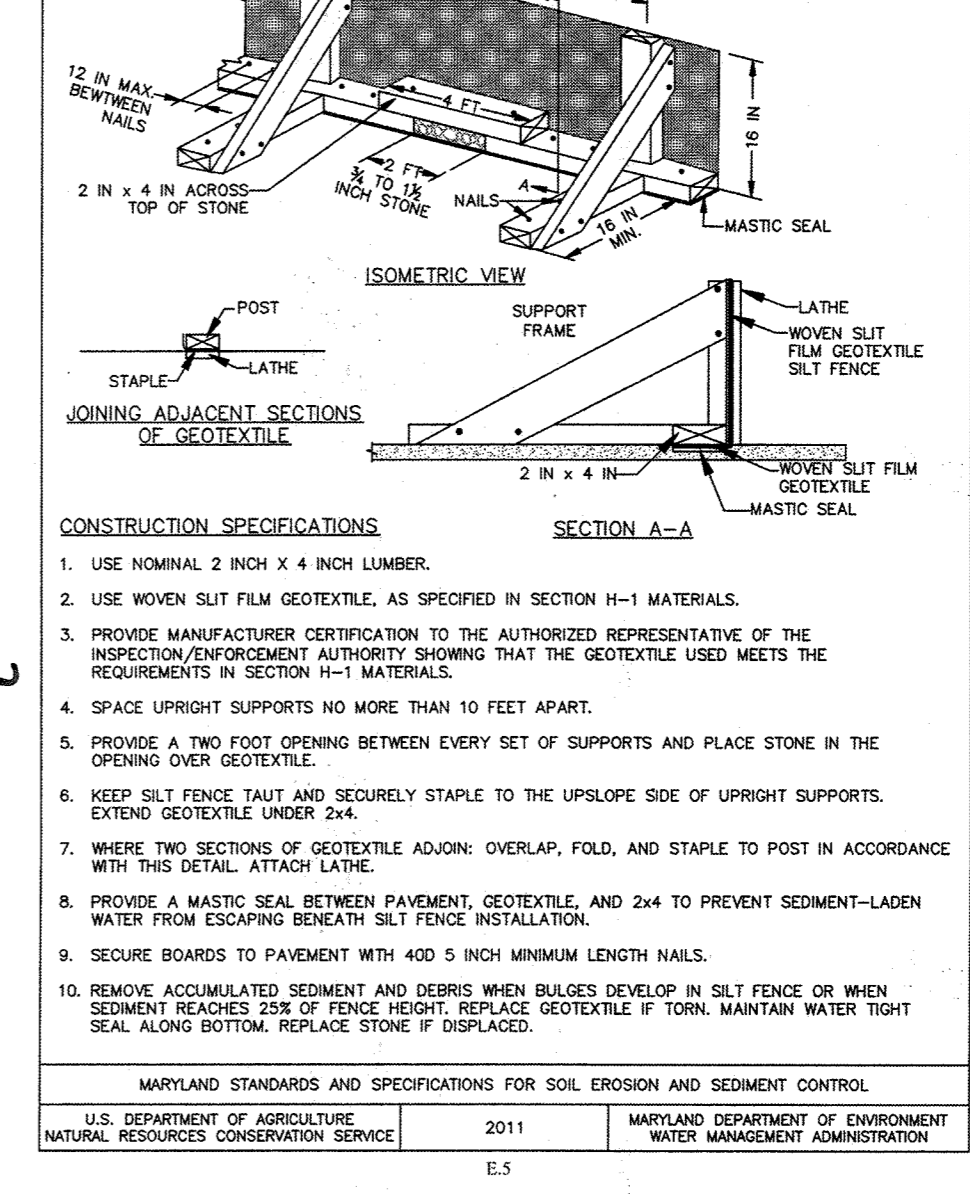 12 IN MAX.
BEWTWEEN
NAILS
4 FT
16 IN
2 IN x 4 IN ACROSS
TOP OF STONE
2 FT
¾ TO 1½
INCH STONE
A
NAILS
16 IN
MIN.
MASTIC SEAL
ISOMETRIC VIEW
POST
STAPLE
LATHE
JOINING ADJACENT SECTIONS
OF GEOTEXTILE
SUPPORT
FRAME
LATHE
WOVEN SLIT
FILM GEOTEXTILE
SILT FENCE
2 IN x 4 IN
WOVEN SLIT FILM
GEOTEXTILE
MASTIC SEAL
SECTION A-A
CONSTRUCTION SPECIFICATIONS
1. USE NOMINAL 2 INCH X 4 INCH LUMBER.
2. USE WOVEN SLIT FILM GEOTEXTILE, AS SPECIFIED IN SECTION H-1 MATERIALS.
3. PROVIDE MANUFACTURER CERTIFICATION TO THE AUTHORIZED REPRESENTATIVE OF THE
INSPECTION/ENFORCEMENT AUTHORITY SHOWING THAT THE GEOTEXTILE USED MEETS THE
REQUIREMENTS IN SECTION H-1 MATERIALS.
4. SPACE UPRIGHT SUPPORTS NO MORE THAN 10 FEET APART.
5. PROVIDE A TWO FOOT OPENING BETWEEN EVERY SET OF SUPPORTS AND PLACE STONE IN THE
OPENING OVER GEOTEXTILE.
6. KEEP SILT FENCE TAUT AND SECURELY STAPLE TO THE UPSLOPE SIDE OF UPRIGHT SUPPORTS.
EXTEND GEOTEXTILE UNDER 2x4.
7. WHERE TWO SECTIONS OF GEOTEXTILE ADJOIN: OVERLAP, FOLD, AND STAPLE TO POST IN ACCORDANCE
WITH THIS DETAIL. ATTACH LATHE.
8. PROVIDE A MASTIC SEAL BETWEEN PAVEMENT, GEOTEXTILE, AND 2x4 TO PREVENT SEDIMENT-LADEN
WATER FROM ESCAPING BENEATH SILT FENCE INSTALLATION.
9. SECURE BOARDS TO PAVEMENT WITH 40D 5 INCH MINIMUM LENGTH NAILS.
10. REMOVE ACCUMULATED SEDIMENT AND DEBRIS WHEN BULGES DEVELOP IN SILT FENCE OR WHEN
SEDIMENT REACHES 25% OF FENCE HEIGHT. REPLACE GEOTEXTILE IF TORN. MAINTAIN WATER TIGHT
SEAL ALONG BOTTOM. REPLACE STONE IF DISPLACED.
MARYLAND STANDARDS AND SPECIFICATIONS FOR SOIL EROSION AND SEDIMENT CONTROL
U.S. DEPARTMENT OF AGRICULTURE
NATURAL RESOURCES CONSERVATION SERVICE
2011
MARYLAND DEPARTMENT OF ENVIRONMENT
WATER MANAGEMENT ADMINISTRATION
E.5